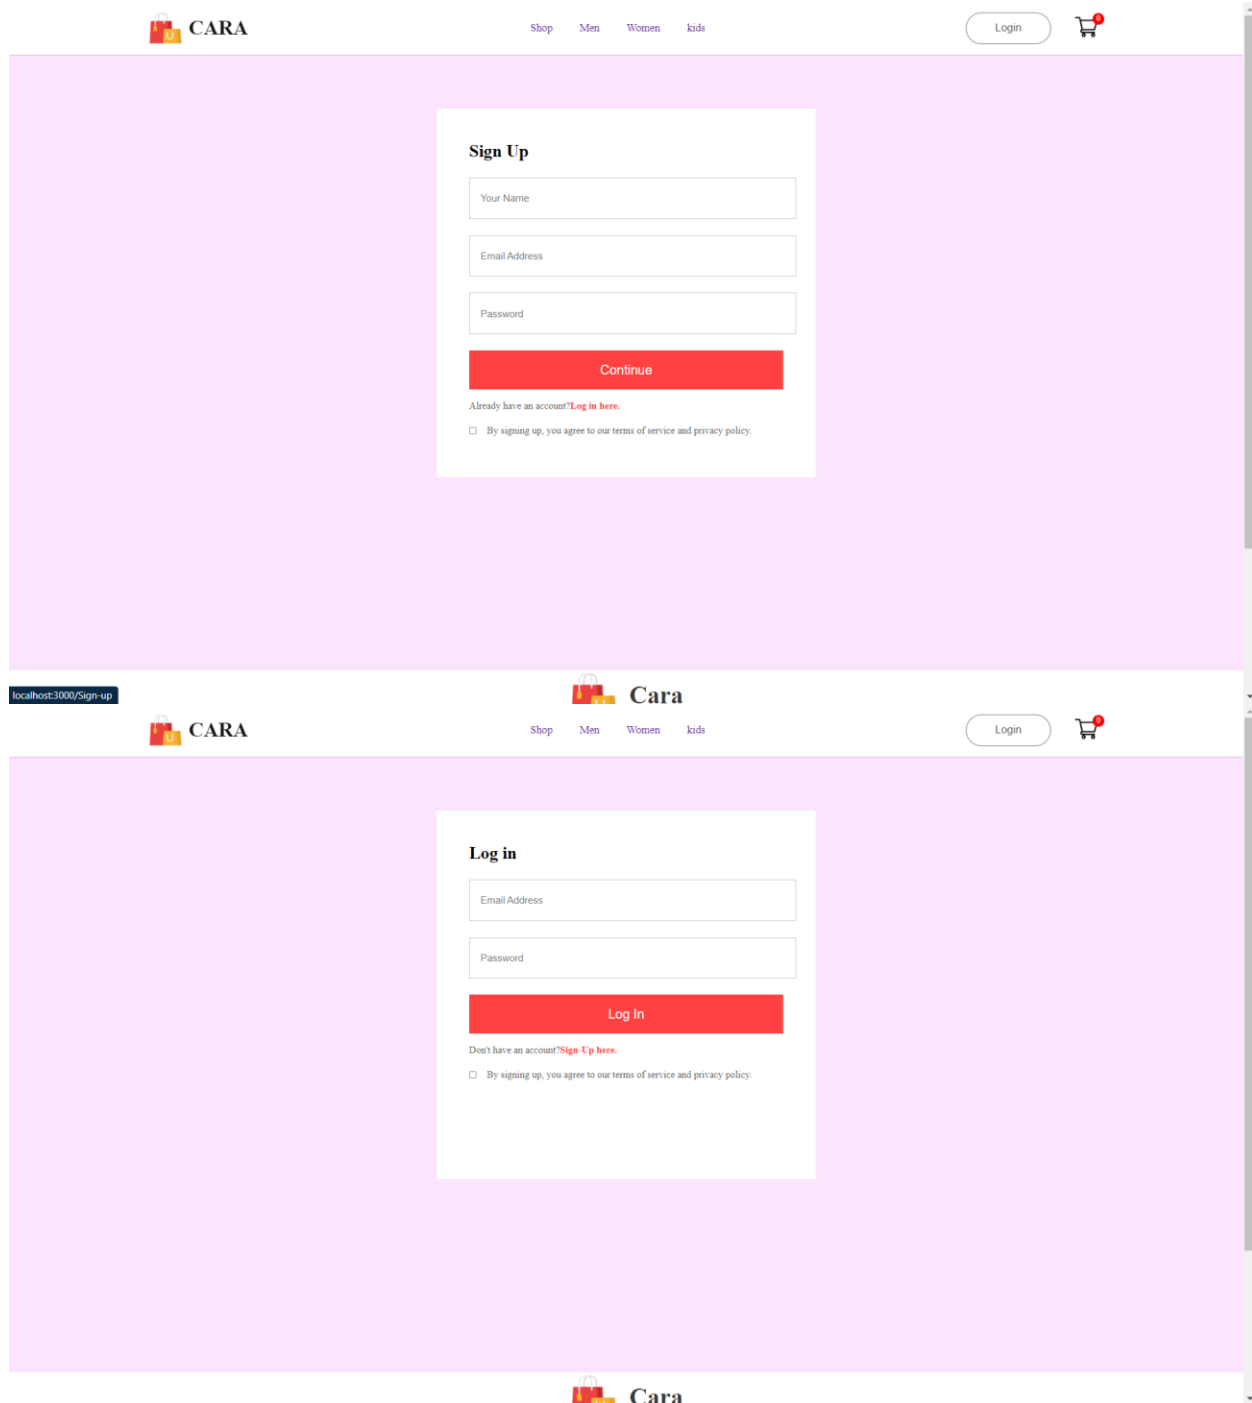 CARA
Shop Men Women kids
Login
0
Sign Up
Your Name
Email Address
Password
Continue
Already have an account?Log in here.
By signing up, you agree to our terms of service and privacy policy.
U
Cara
localhost:3000/Sign-up
CARA
Shop Men Women kids
Login
0
Log in
Email Address
Password
Log In
Don't have an account?Sign-Up here.
By signing up, you agree to our terms of service and privacy policy.
Cara